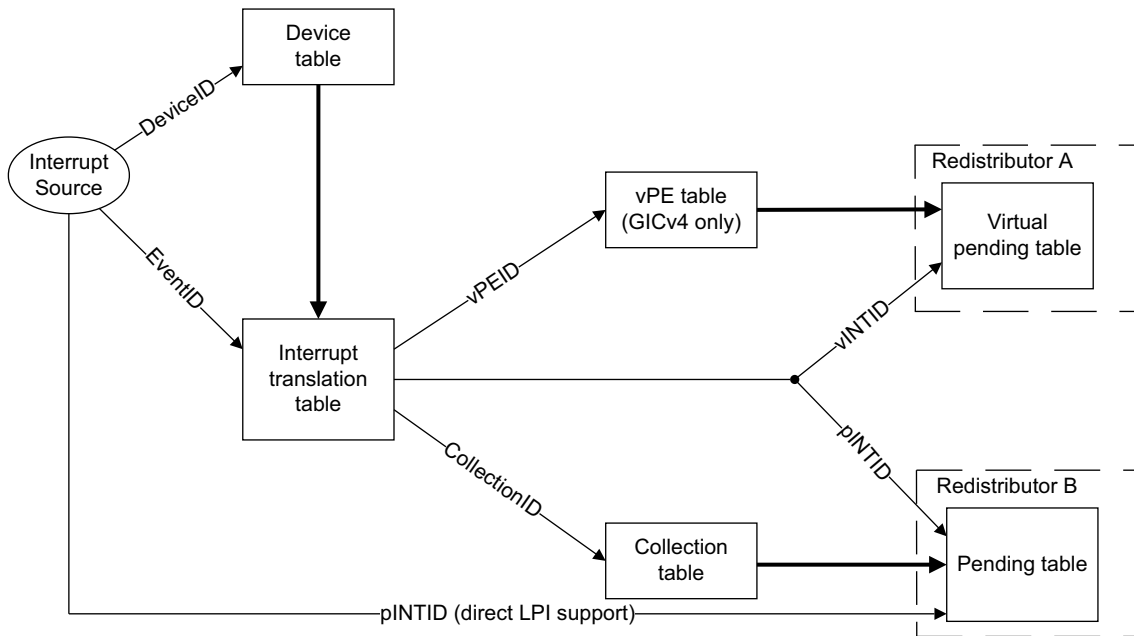 Device
table
DeviceID
Interrupt
Source
EventID
Interrupt
translation
table
vPEID
vPE table
(GICv4 only)
Redistributor A
Virtual
pending table
vINTID
pINTID
CollectionID
Collection
table
Redistributor B
Pending table
pINTID (direct LPI support)